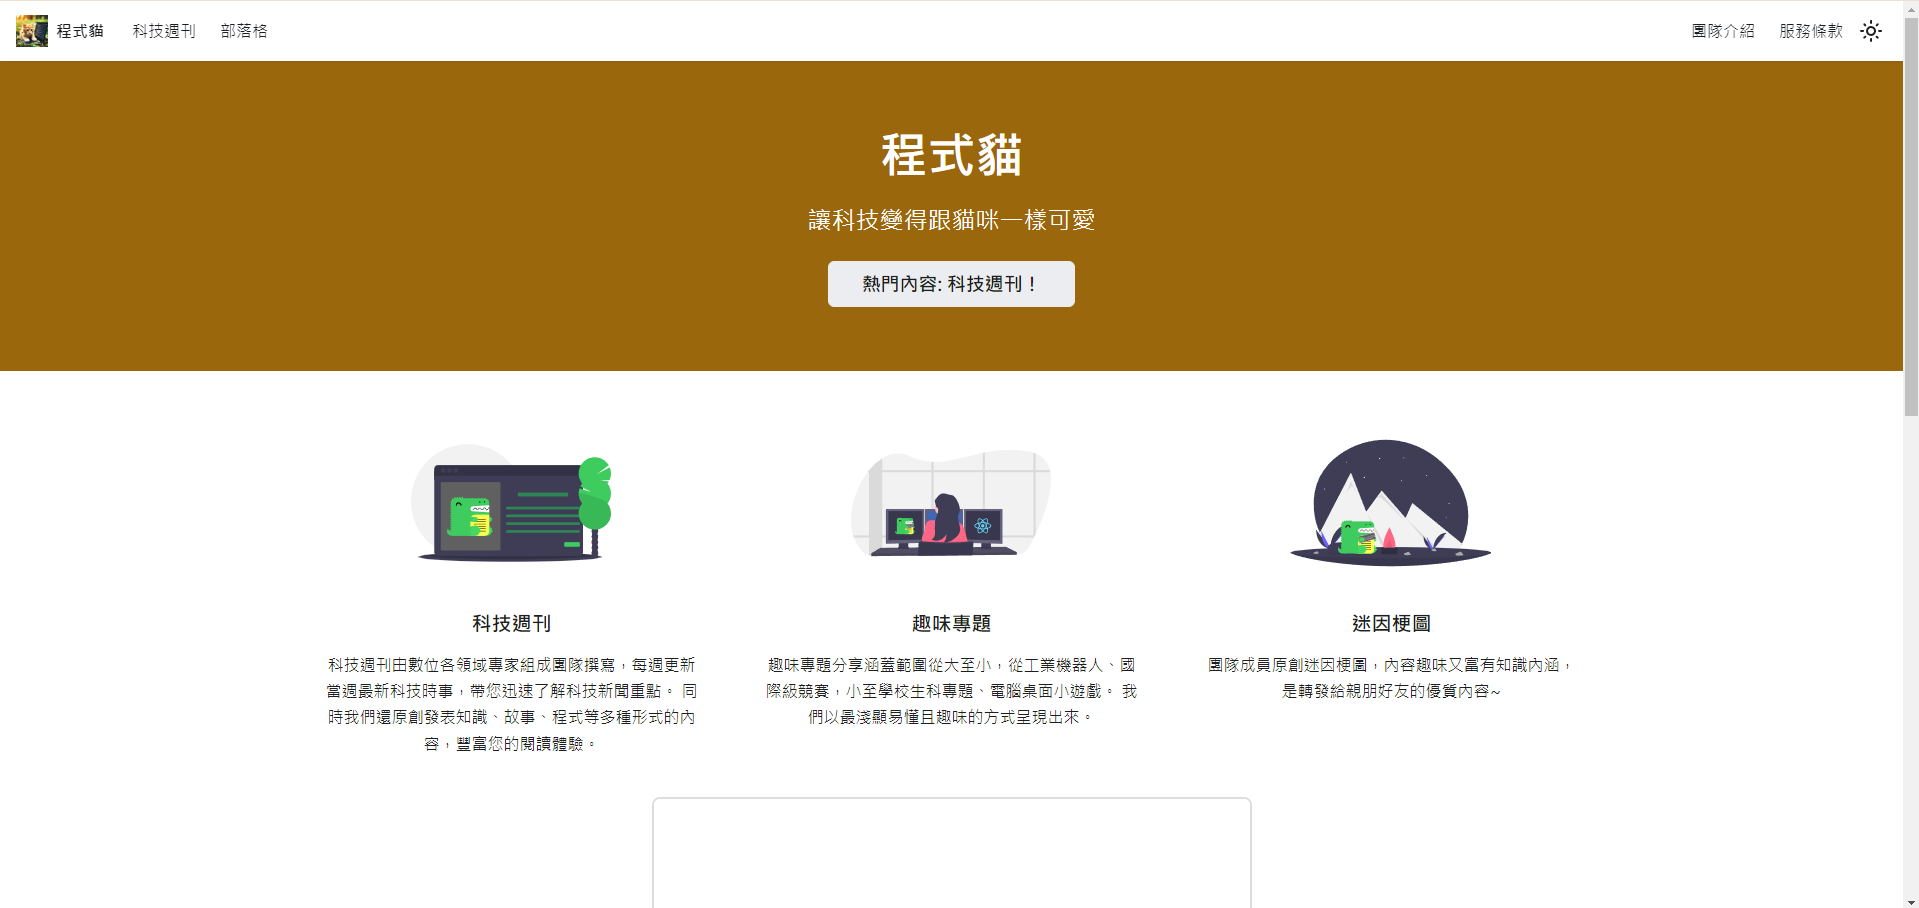 程式貓 科技週刊 部落格 團隊介紹 服務條款
程式貓
讓科技變得跟貓咪一樣可愛
熱門內容: 科技週刊！
科技週刊
科技週刊由數位各領域專家組成團隊撰寫，每週更新
當週最新科技時事，帶您迅速了解科技新聞重點。 同
時我們還原創發表知識、故事、程式等多種形式的內
容，豐富您的閱讀體驗。
趣味專題
趣味專題分享涵蓋範圍從大至小，從工業機器人、國
際級競賽，小至學校生科專題、電腦桌面小遊戲。 我
們以最淺顯易懂且趣味的方式呈現出來。
迷因梗圖
團隊成員原創迷因梗圖，內容趣味又富有知識內涵，
是轉發給親朋好友的優質內容~